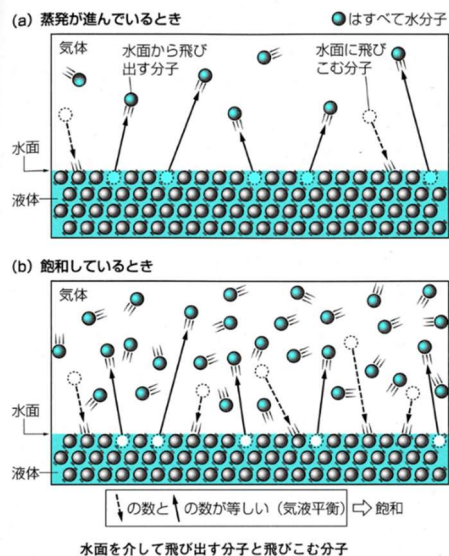 (a) 蒸発が進んでいるとき
はすべて水分子
気体
水面から飛び
出す分子
水面に飛び
こむ分子
水面
液体
(b) 飽和しているとき
気体
水面
液体
の数と の数が等しい(気液平衡) ⇨ 飽和
水面を介して飛び出す分子と飛びこむ分子